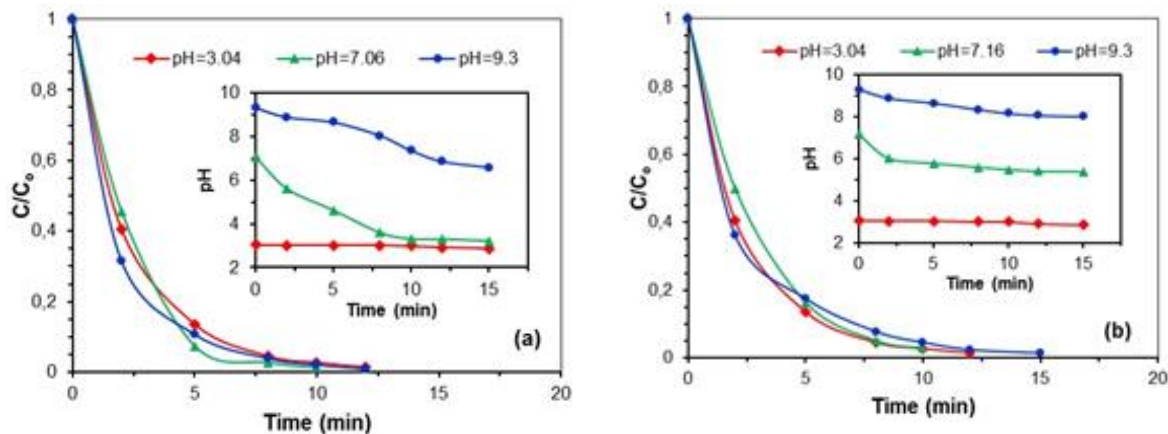 1
0,8
0,6
0,4
0,2
0
C/Co
pH=3.04 pH=7.06 pH=9.3
10
8
6
4
2
pH
0 5 10 15
Time (min)
(a)
0 5 10 15 20
Time (min)
1
0,8
0,6
0,4
0,2
0
C/Co
pH=3.04 pH=7.16 pH=9.3
10
8
6
4
2
pH
0 5 10 15
Time (min)
(b)
0 5 10 15 20
Time (min)